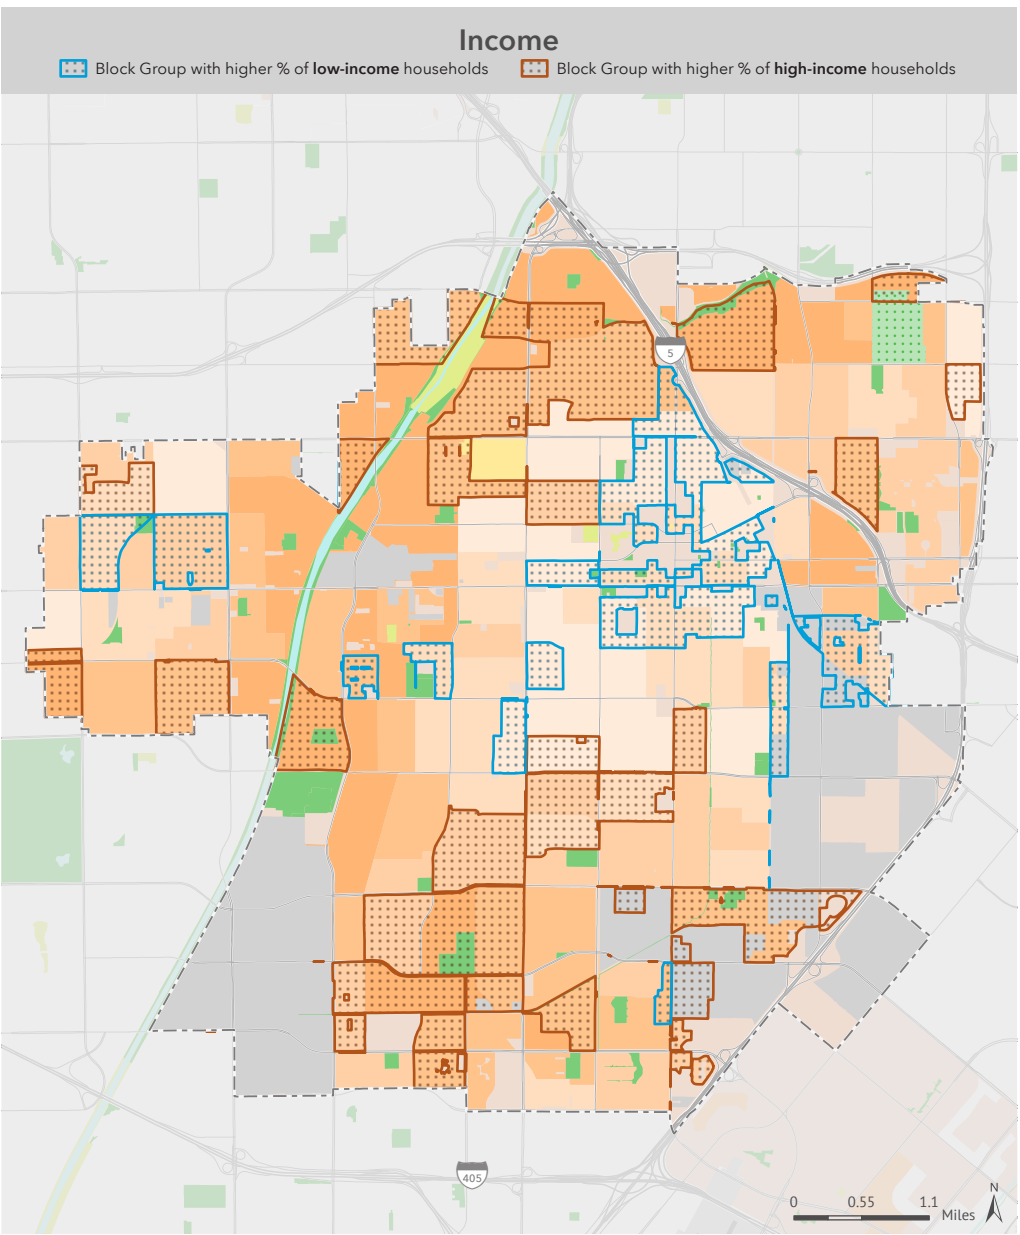 Income
Block Group with higher % of low-income households
Block Group with higher % of high-income households
5
405
N
0 0.55 1.1
Miles